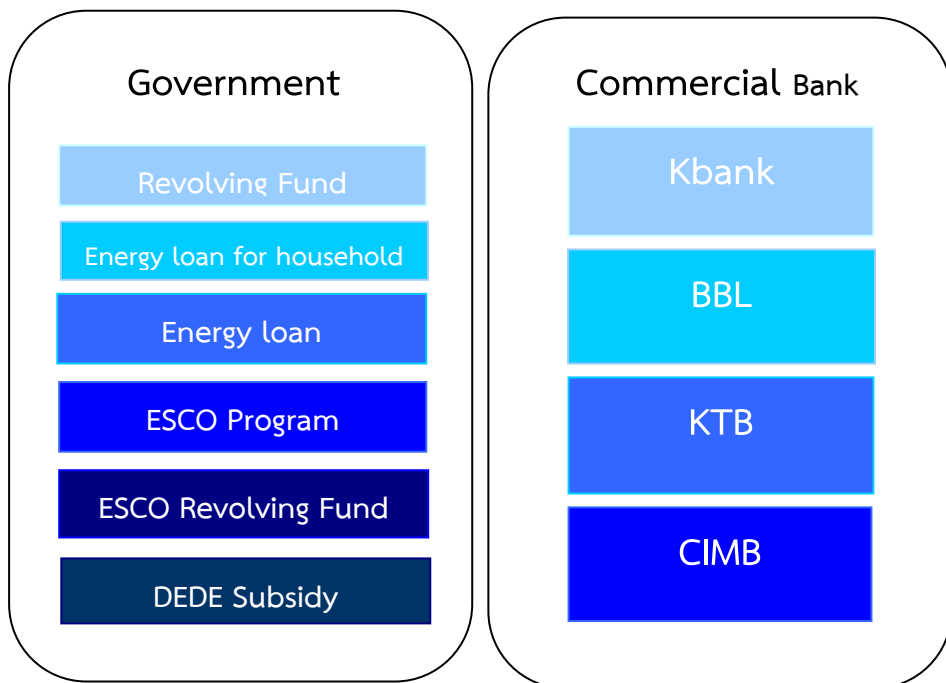 Government
Revolving Fund
Energy loan for household
Energy loan
ESCO Program
ESCO Revolving Fund
DEDE Subsidy
Commercial Bank
Kbank
BBL
KTB
CIMB